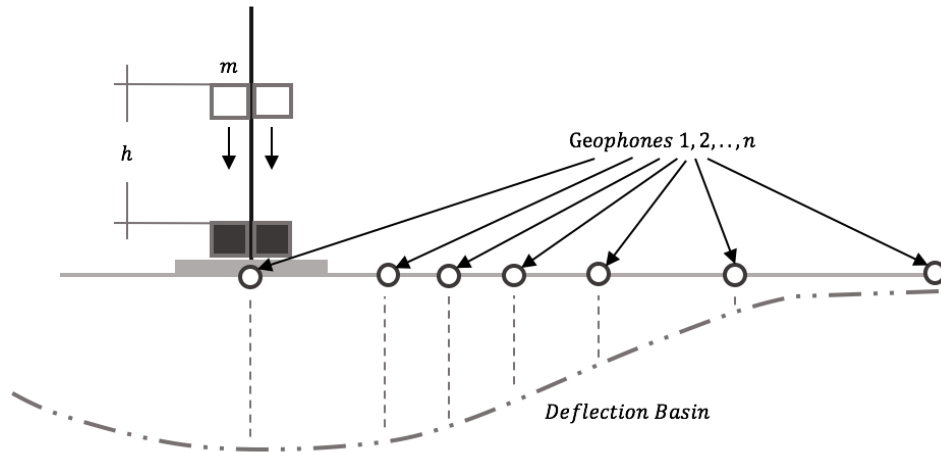 m
h
Geophones 1, 2, . . , n
Deflection Basin